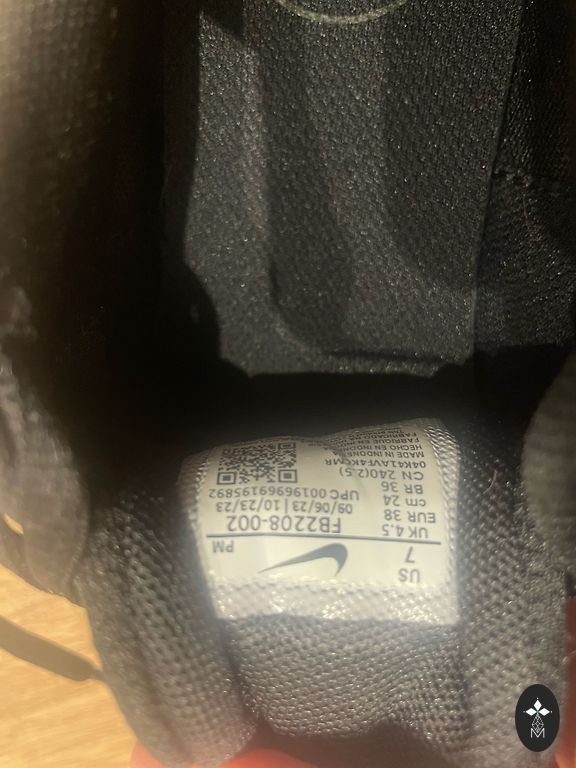 US
7 PM
UK 4.5
EUR 38 FB2208-002
cm 24 09/06/23 | 10/23/23
BR 36 UPC 00196969195892
CN 240(2.5)
04K41AVF4KCMR
MADE IN INDONESIA
HECHO EN INDONESIA
M